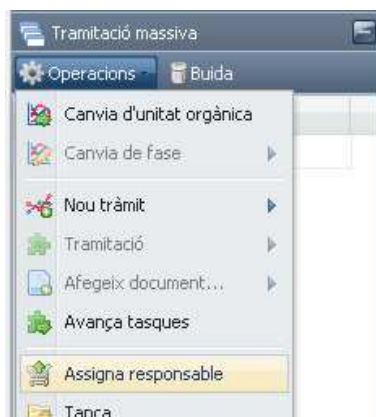 Tramitació massiva
Operacions Buida
Canvia d'unitat orgànica
Canvia de fase
Nou tràmit
Tramitació
Afegeix document...
Avança tasques
Assigna responsable
Tanca